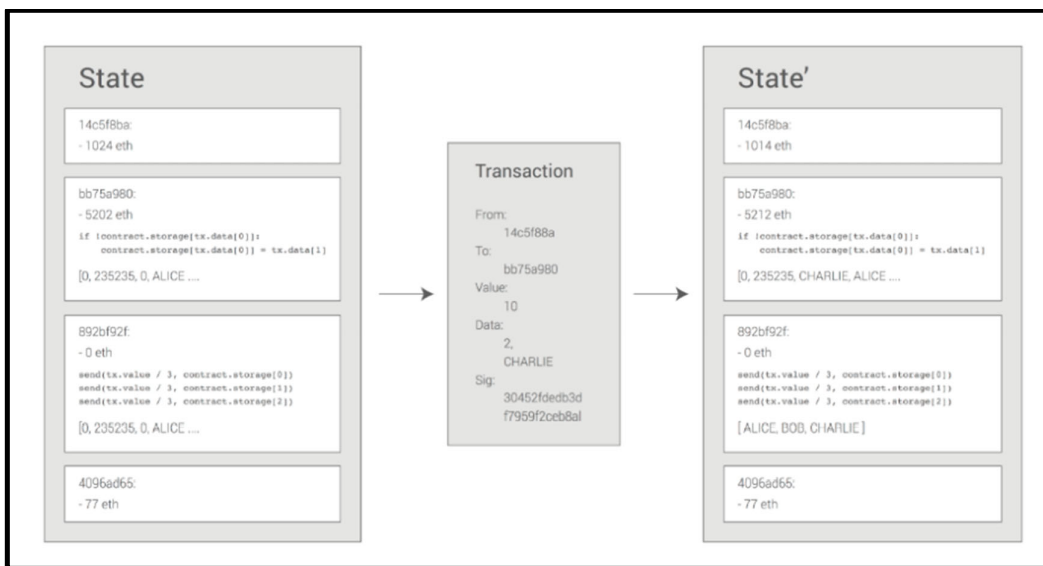 State
14c5f8ba:
- 1024 eth
bb75a980:
- 5202 eth
if !contract.storage[tx.data[0]]:
contract.storage[tx.data[0]] = tx.data[1]
[0, 235235, 0, ALICE ....
892bf92f:
- 0 eth
send(tx.value / 3, contract.storage[0])
send(tx.value / 3, contract.storage[1])
send(tx.value / 3, contract.storage[2])
[0, 235235, 0, ALICE ....
4096ad65:
- 77 eth
Transaction
From:
14c5f88a
To:
bb75a980
Value:
10
Data:
2,
CHARLIE
Sig:
30452fdedb3d
f7959f2ceb8a1
State’
14c5f8ba:
- 1014 eth
bb75a980:
- 5212 eth
if !contract.storage[tx.data[0]]:
contract.storage[tx.data[0]] = tx.data[1]
[0, 235235, CHARLIE, ALICE ....
892bf92f:
- 0 eth
send(tx.value / 3, contract.storage[0])
send(tx.value / 3, contract.storage[1])
send(tx.value / 3, contract.storage[2])
[ ALICE, BOB, CHARLIE ]
4096ad65:
- 77 eth